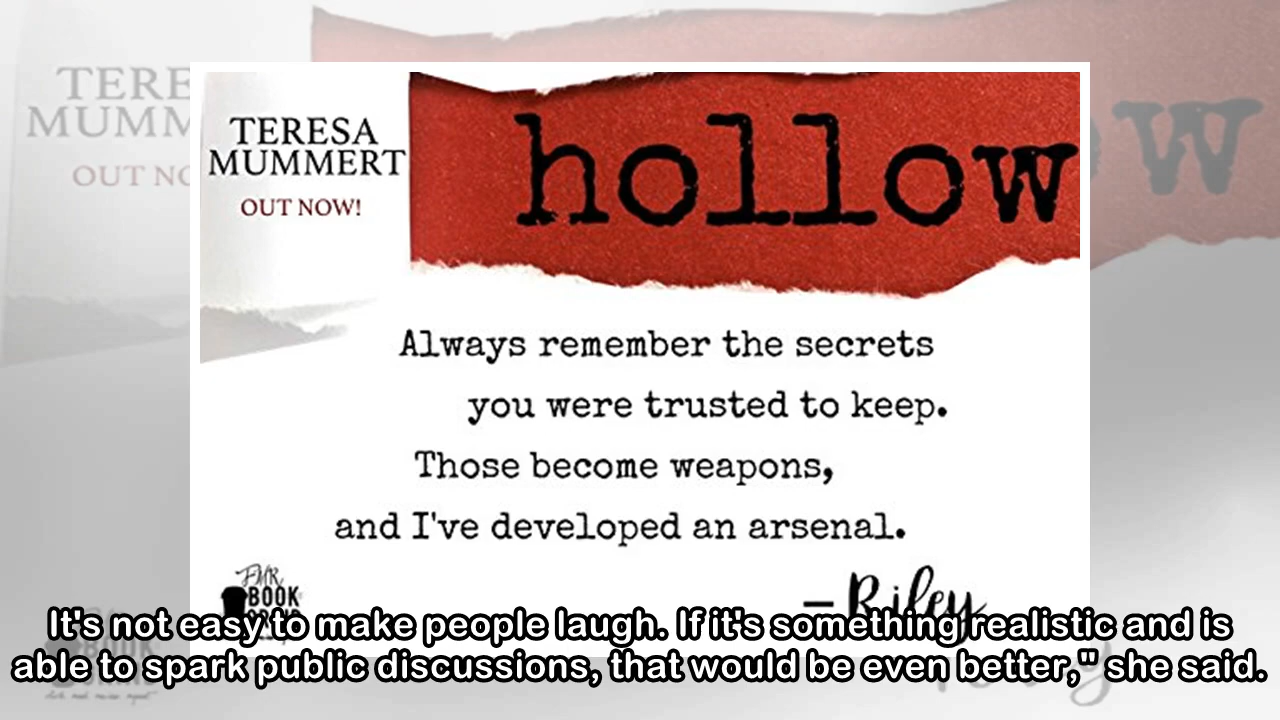 TERESA
MUMMERT
OUT NOW!
hollow
Always remember the secrets
you were trusted to keep.
Those become weapons,
and I've developed an arsenal.
— Riley
FMR
BOOK
It's not easy to make people laugh. If it's something realistic and is
able to spark public discussions, that would be even better," she said.